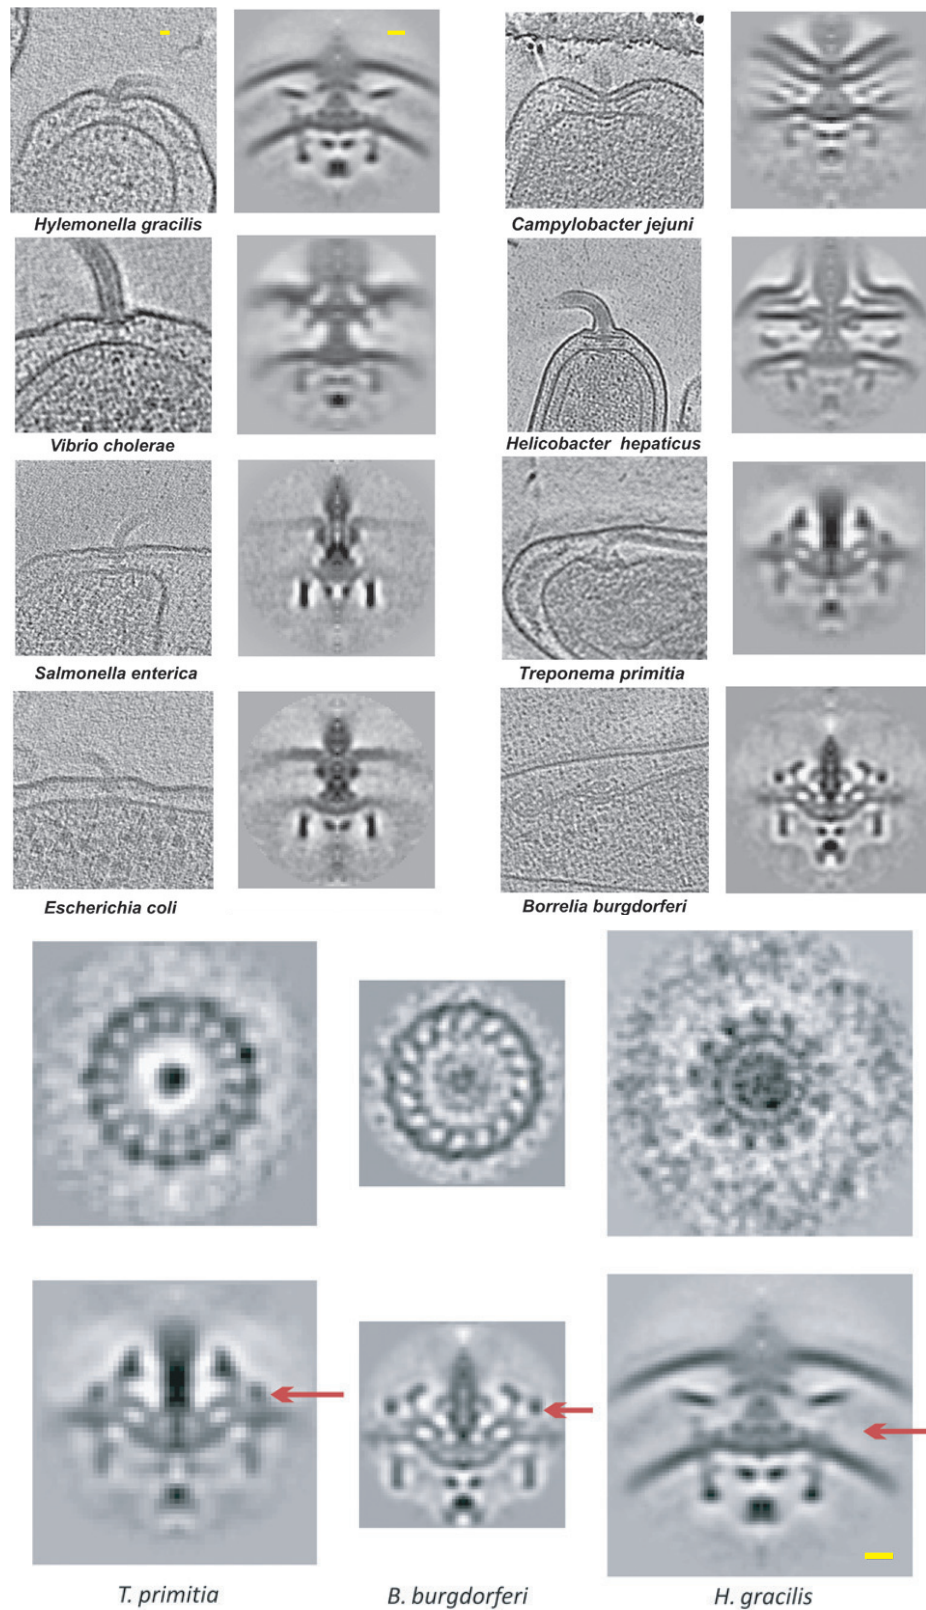 Hylemonella gracilis
Campylobacter jejuni
Vibrio cholerae
Helicobacter hepaticus
Salmonella enterica
Treponema primitia
Escherichia coli
Borrelia burgdorferi
T. primitia
B. burgdorferi
H. gracilis